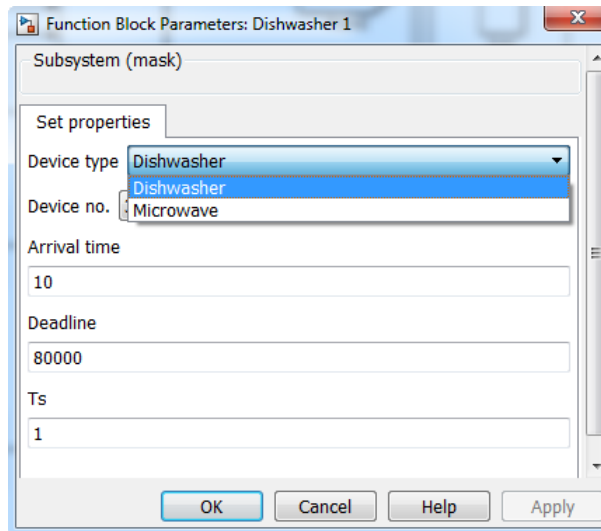 Function Block Parameters: Dishwasher 1
Subsystem (mask)
Set properties
Device type Dishwasher
Dishwasher
Device no.
Microwave
Arrival time
10
Deadline
80000
Ts
1
OK Cancel Help Apply